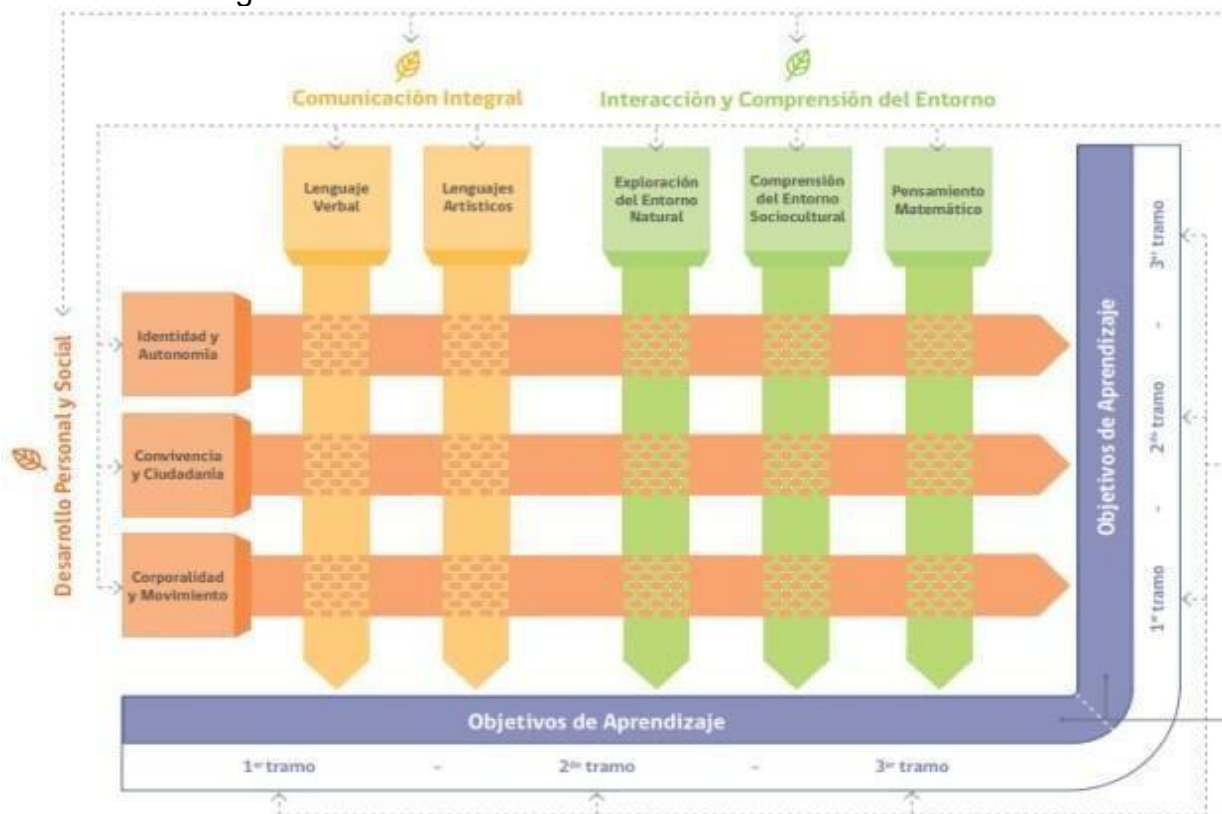 Comunicación Integral
Interacción y Comprensión del Entorno
Lenguaje
Verbal
Lenguajes
Artísticos
Exploración
del Entorno
Natural
Comprensión
del Entorno
Sociocultural
Pensamiento
Matemático
Desarrollo Personal y Social
Identidad y
Autonomía
Convivencia
y Ciudadanía
Corporalidad
y Movimiento
Objetivos de Aprendizaje
3er tramo
-
2do tramo
-
1er tramo
Objetivos de Aprendizaje
1er tramo - 2do tramo - 3er tramo